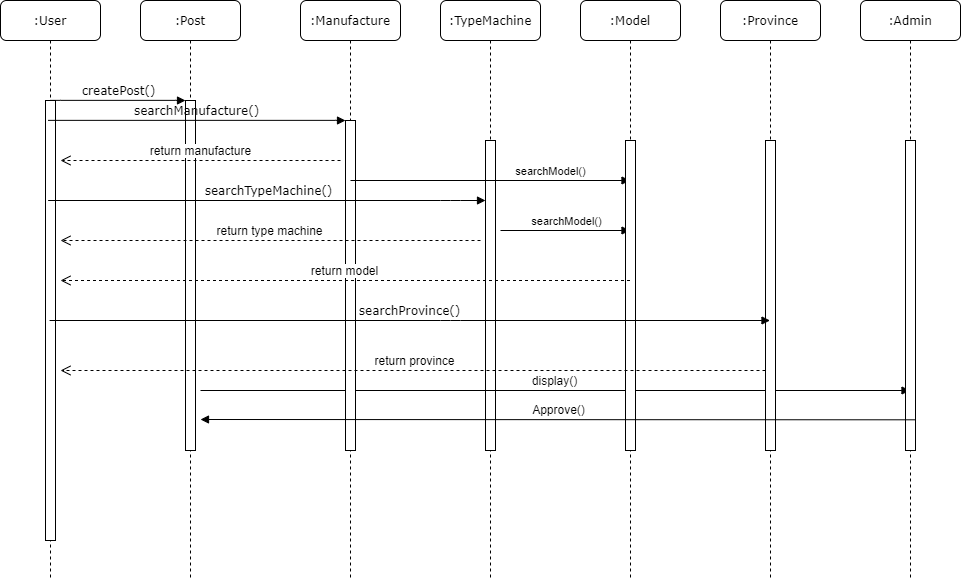 :User
:Post
:Manufacture
:TypeMachine
:Model
:Province
:Admin
createPost()
searchManufacture()
return manufacture
searchModel()
searchTypeMachine()
searchModel()
return type machine
return model
searchProvince()
return province
display()
Approve()